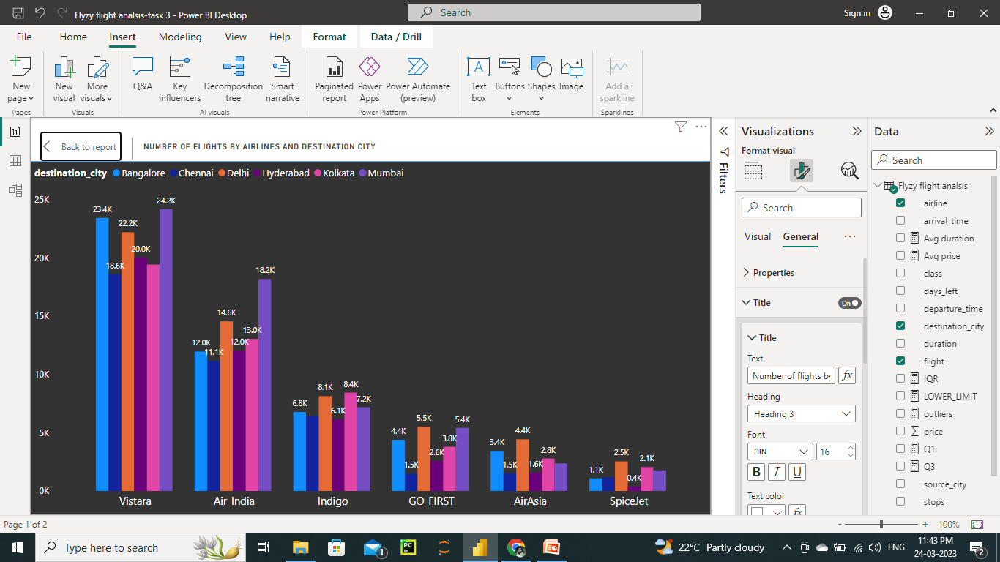 Flyzy flight analsis-task 3 - Power BI Desktop
Search
Sign in
File Home Insert Modeling View Help Format Data / Drill
New page
New visual
More visuals
Q&A
Key influencers
Decomposition tree
Smart narrative
Paginated report
Power Apps
Power Automate (preview)
Text box
Buttons
Shapes
Image
Add a sparkline
Pages
Visuals
AI visuals
Power Platform
Elements
Sparklines
Back to report
NUMBER OF FLIGHTS BY AIRLINES AND DESTINATION CITY
destination_city Bangalore Chennai Delhi Hyderabad Kolkata Mumbai
25K
20K
15K
10K
5K
0K
23.4K
18.6K
22.2K
20.0K
24.2K
12.0K
11.1K
14.6K
12.0K
13.0K
18.2K
6.8K
8.1K
6.1K
8.4K
7.2K
4.4K
1.5K
5.5K
2.6K
3.8K
5.4K
3.4K
1.5K
4.4K
1.6K
2.8K
1.1K
2.5K
0.4K
2.1K
Vistara Air_India Indigo GO_FIRST AirAsia SpiceJet
Filters
Visualizations
Format visual
Search
Visual General
Properties
Title On
Title
Text
Number of flights by
fx
Heading
Heading 3
Font
DIN 16
B I U
Text color
fx
Data
Search
Flyzy flight analsis
airline
arrival_time
Avg duration
Avg price
class
days_left
departure_time
destination_city
duration
flight
IQR
LOWER_LIMIT
outliers
price
Q1
Q3
source_city
stops
Page 1 of 2
- + 100%
Type here to search
PC
1
22°C Partly cloudy
ENG
11:43 PM
24-03-2023
2